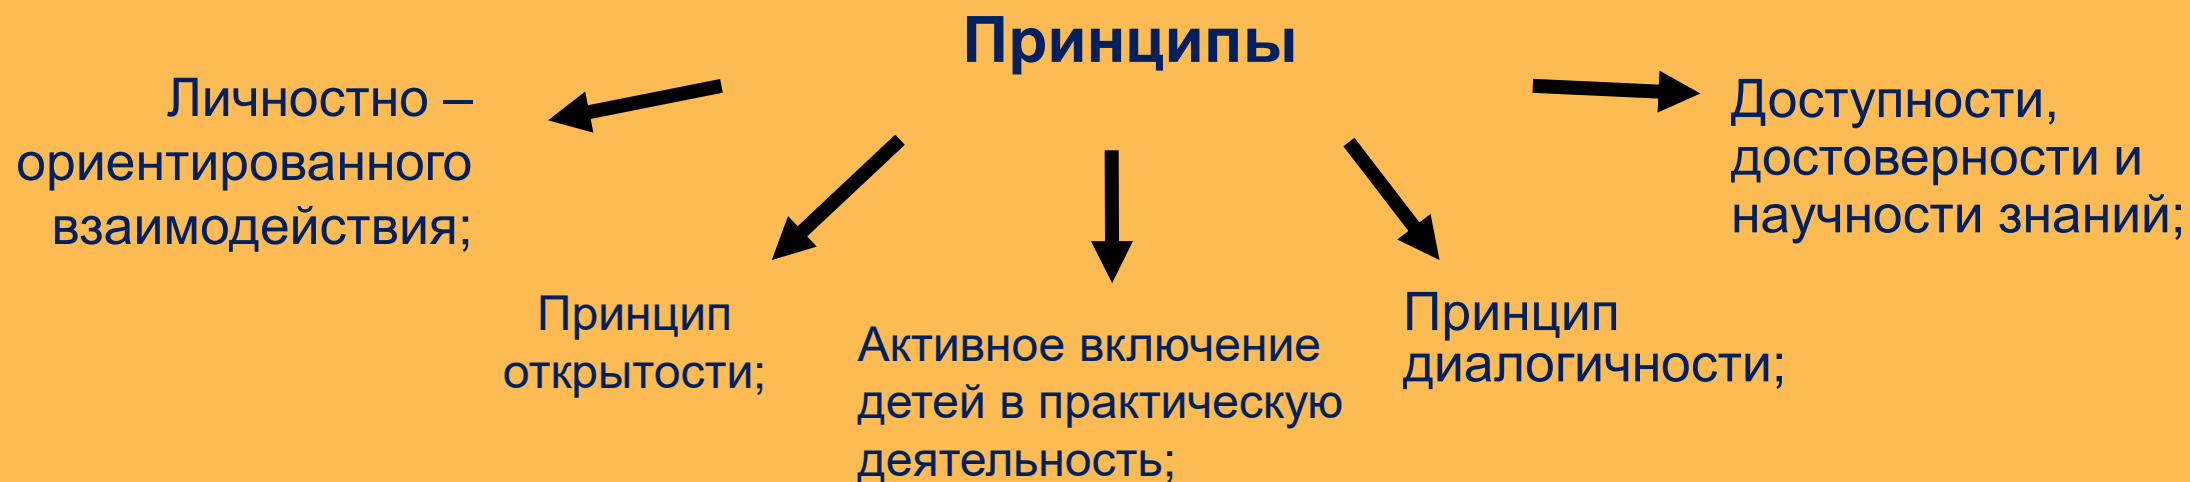 Принципы
Личностно –
ориентированного
взаимодействия;
Принцип
открытости;
Активное включение
детей в практическую
деятельность;
Принцип
диалогичности;
Доступности,
достоверности и
научности знаний;